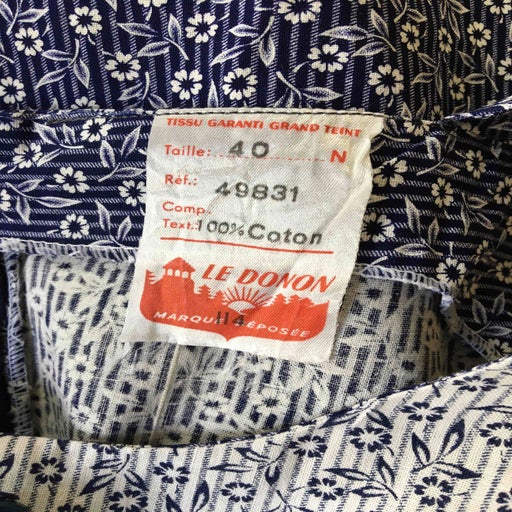 TISSU GARANTI GRAND TEINT
Taille: 40 N
Réf.: 49831
Comp.
Text. 100% Coton
LE DONON
MARQUE DÉPOSÉE
114